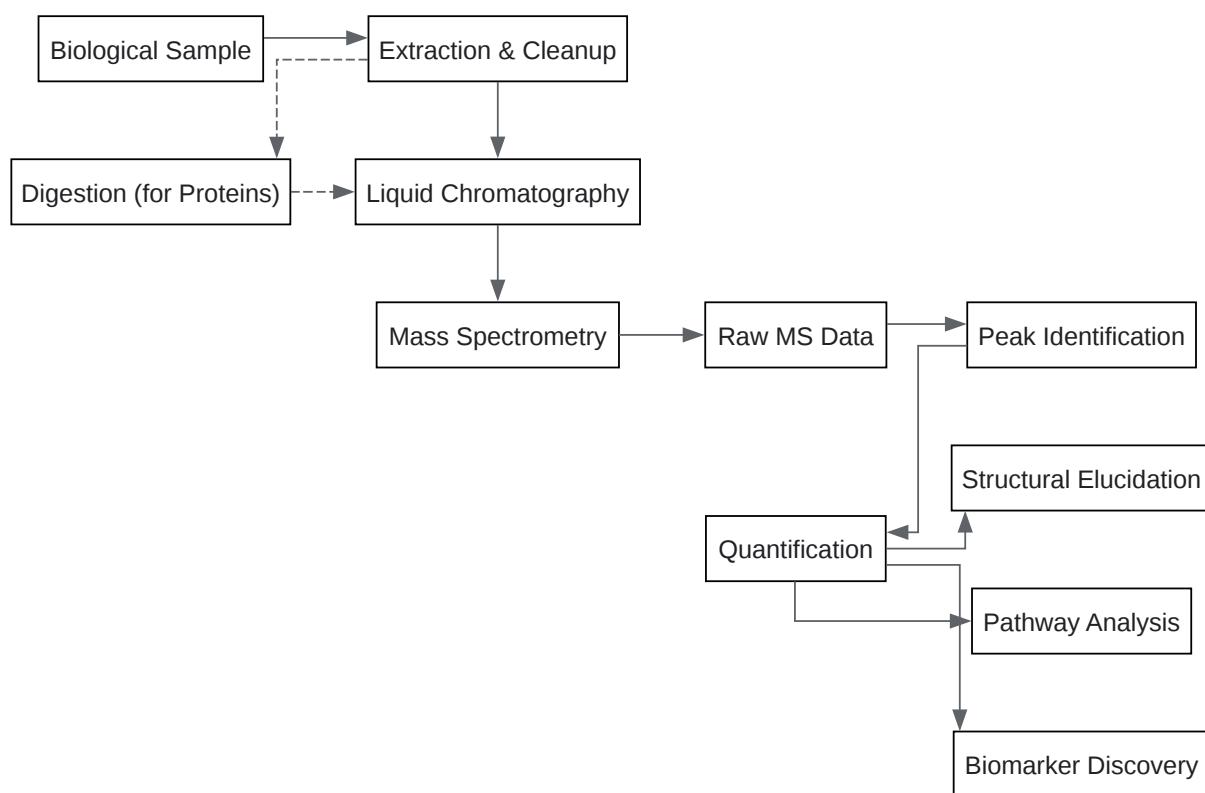 Biological Sample
Extraction & Cleanup
Digestion (for Proteins)
Liquid Chromatography
Mass Spectrometry
Raw MS Data
Peak Identification
Structural Elucidation
Quantification
Pathway Analysis
Biomarker Discovery